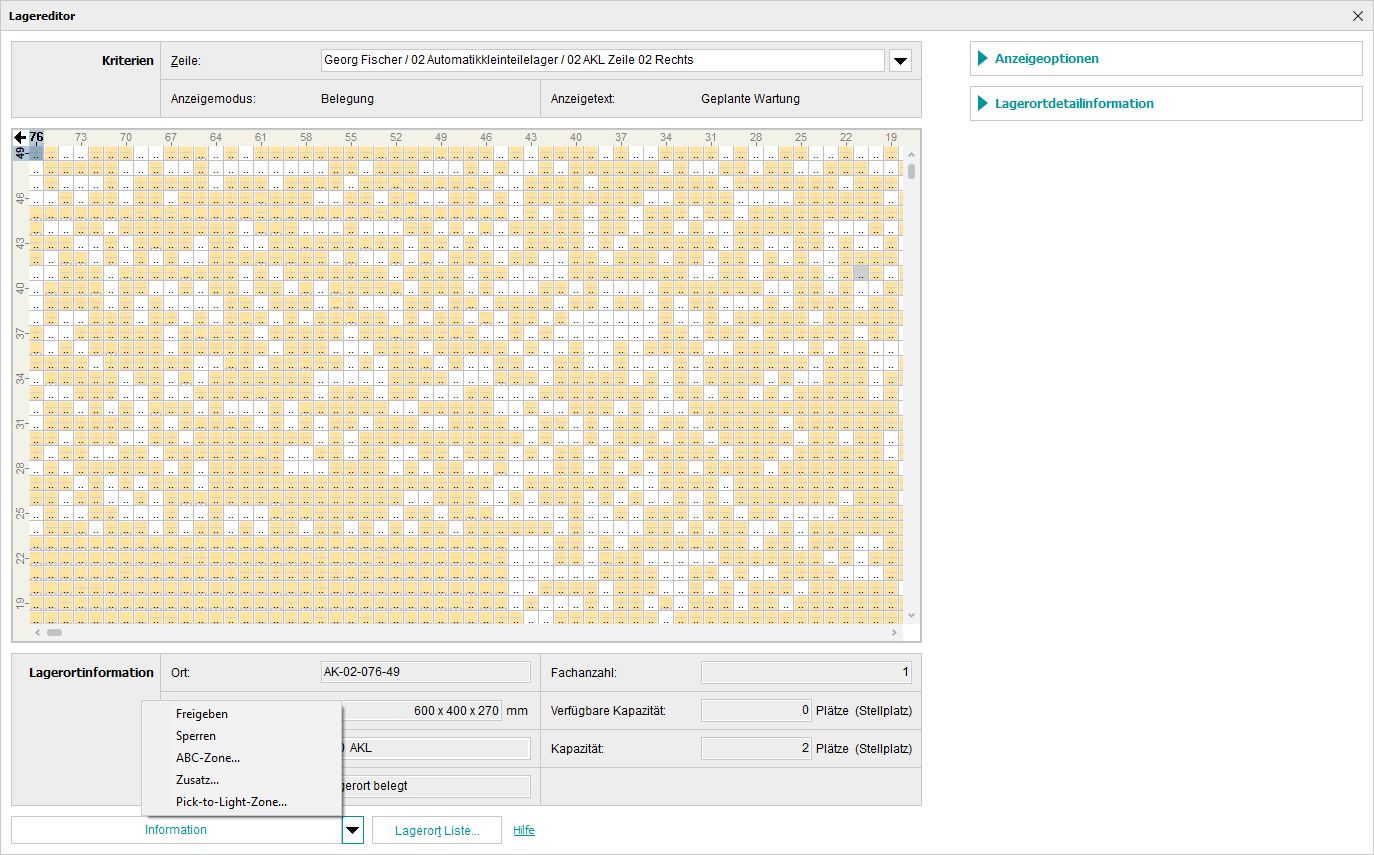 Lagereditor
Kriterien
Zeile:
Georg Fischer / 02 Automatikkleinteilelager / 02 AKL Zeile 02 Rechts
Anzeigemodus:
Belegung
Anzeigetext:
Geplante Wartung
Anzeigeoptionen
Lagerortdetailinformation
76 73 70 67 64 61 58 55 52 49 46 43 40 37 34 31 28 25 22 19
49
46
43
40
37
34
31
28
25
22
19
Lagerortinformation
Ort:
AK-02-076-49
Fachanzahl:
1
600 x 400 x 270 mm
Verfügbare Kapazität:
0 Plätze (Stellplatz)
AKL
Kapazität:
2 Plätze (Stellplatz)
gerort belegt
Freigeben
Sperren
ABC-Zone...
Zusatz...
Pick-to-Light-Zone...
Information
Lagerort Liste...
Hilfe